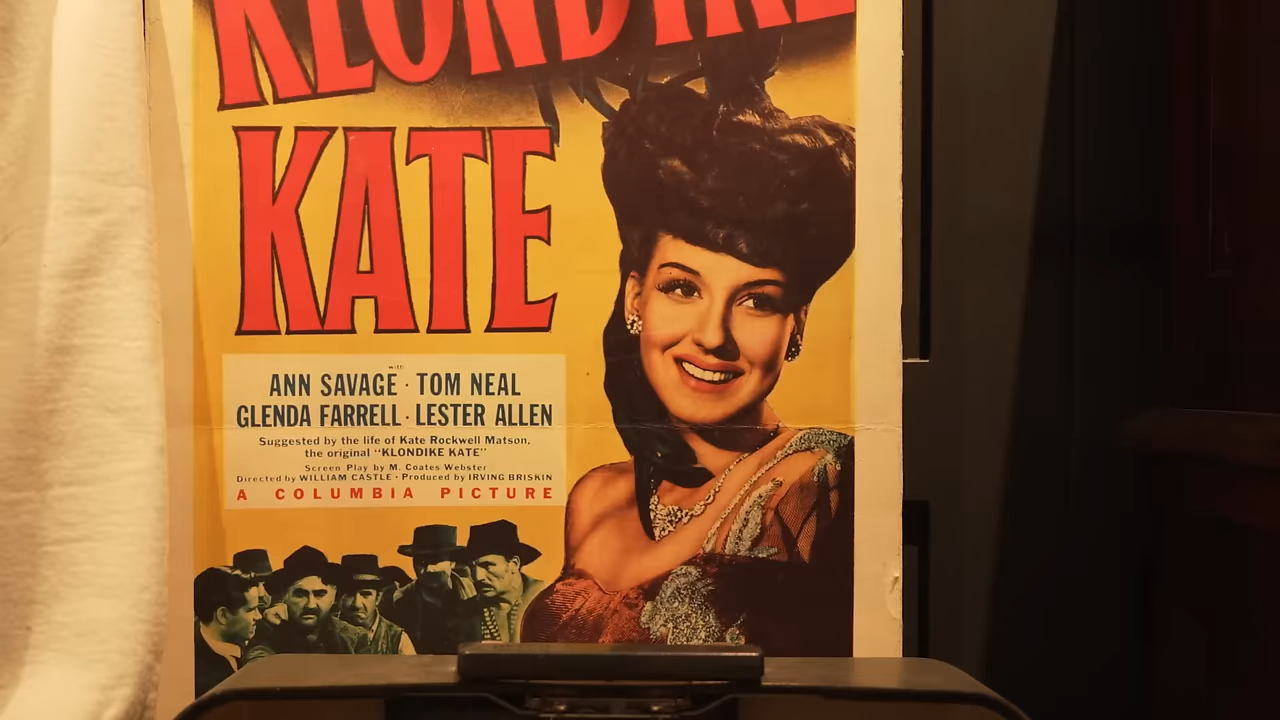 KLONDIKE
KATE
with
ANN SAVAGE · TOM NEAL
GLENDA FARRELL · LESTER ALLEN
Suggested by the life of Kate Rockwell Matson,
the original "KLONDIKE KATE"
Screen Play by M. Coates Webster
Directed by WILLIAM CASTLE · Produced by IRVING BRISKIN
A COLUMBIA PICTURE